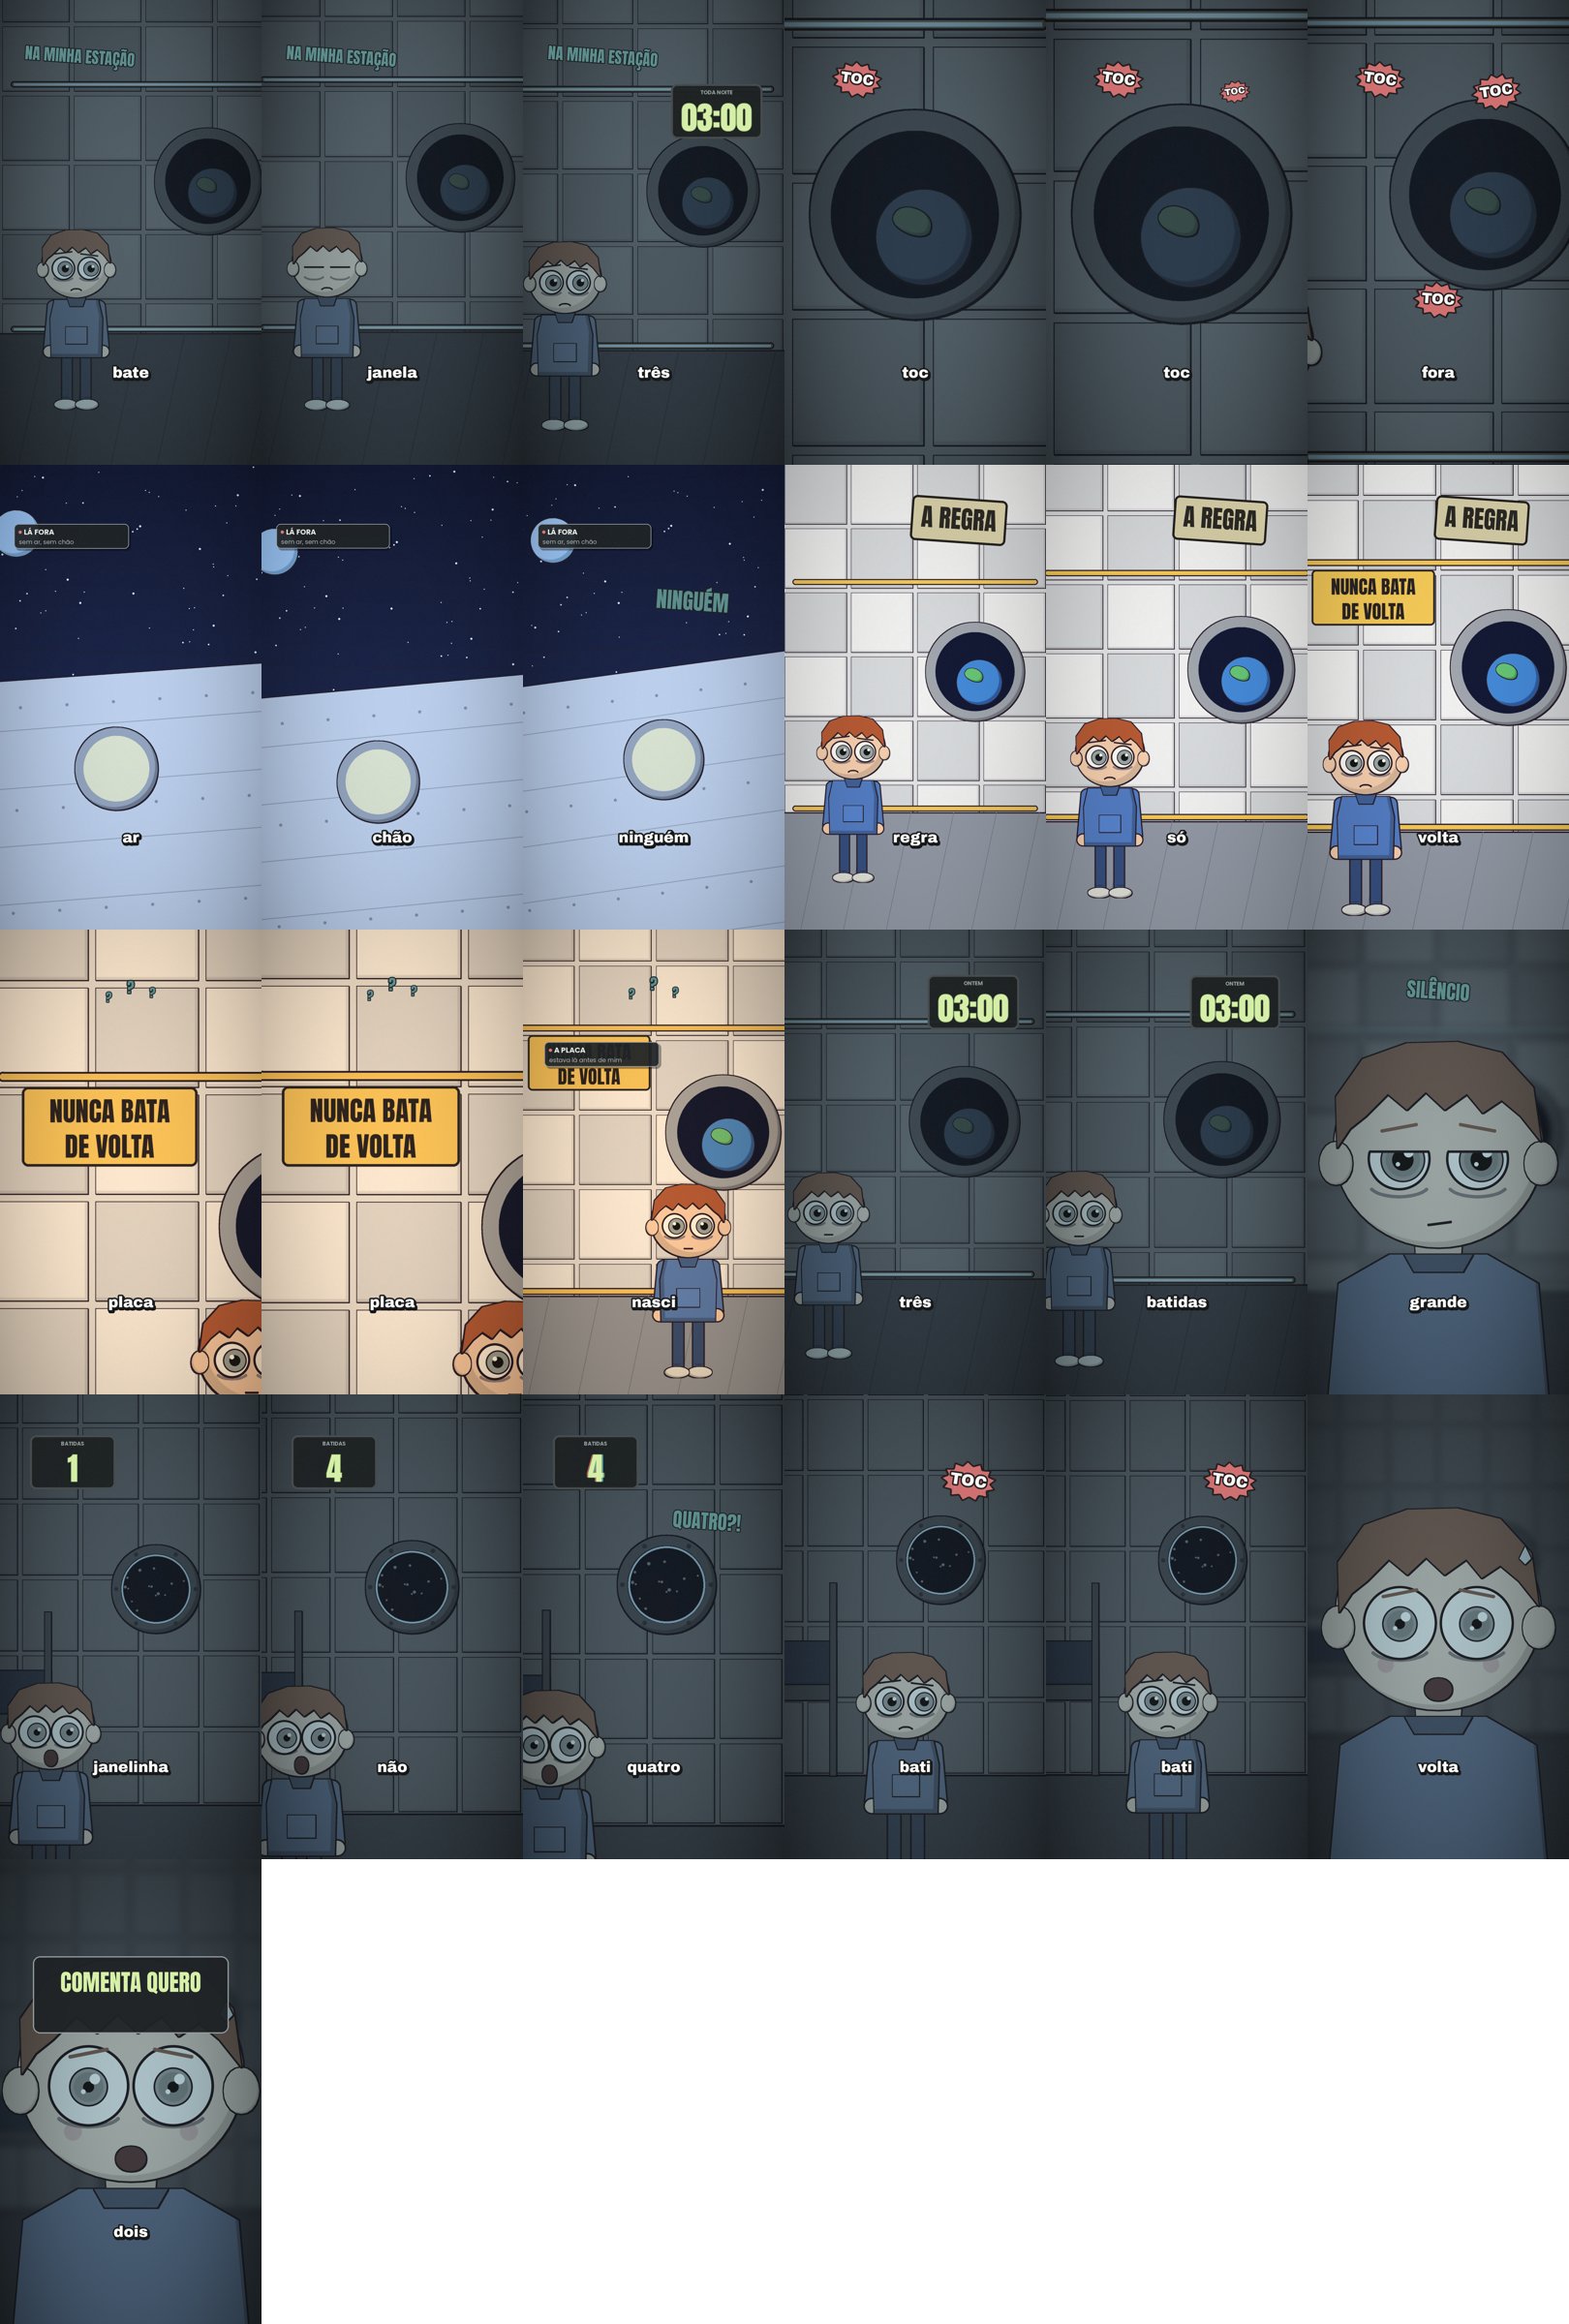 NA MINHA ESTAÇÃO
bate
NA MINHA ESTAÇÃO
janela
NA MINHA ESTAÇÃO
TODA NOITE
03:00
três
TOC
toc
TOC
TOC
toc
TOC
TOC
TOC
fora
LÁ FORA
sem ar, sem chão
ar
LÁ FORA
sem ar, sem chão
chão
LÁ FORA
sem ar, sem chão
NINGUÉM
ninguém
A REGRA
regra
A REGRA
só
A REGRA
NUNCA BATA
DE VOLTA
volta
? ? ?
NUNCA BATA
DE VOLTA
placa
? ? ?
NUNCA BATA
DE VOLTA
placa
? ? ?
A PLACA
estava lá antes de mim
DE VOLTA
nasci
ONTEM
03:00
três
ONTEM
03:00
batidas
SILÊNCIO
grande
BATIDAS
1
janelinha
BATIDAS
4
não
BATIDAS
4
QUATRO?!
quatro
TOC
bati
TOC
bati
volta
COMENTA QUERO
dois